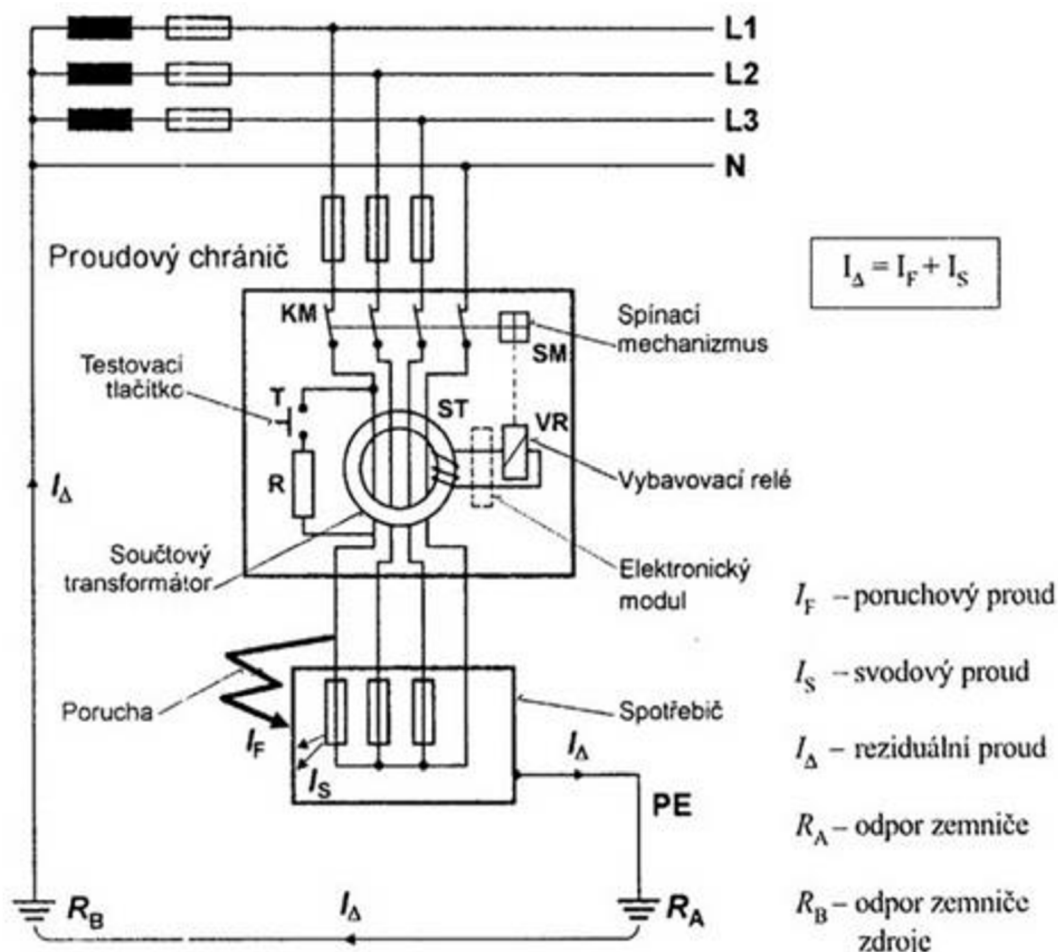 L1
L2
L3
N
Proudový chránič
I∆ = IF + IS
KM
Spínací
mechanizmus
SM
Testovací
tlačítko
T
ST
VR
R
Vybavovací relé
I∆
Součtový
transformátor
Elektronický
modul
IF – poruchový proud
Porucha
Spotřebič
IS – svodový proud
IF
IS
I∆
I∆ – reziduální proud
PE
RA – odpor zemniče
RB
I∆
RA
RB – odpor zemniče
zdroje